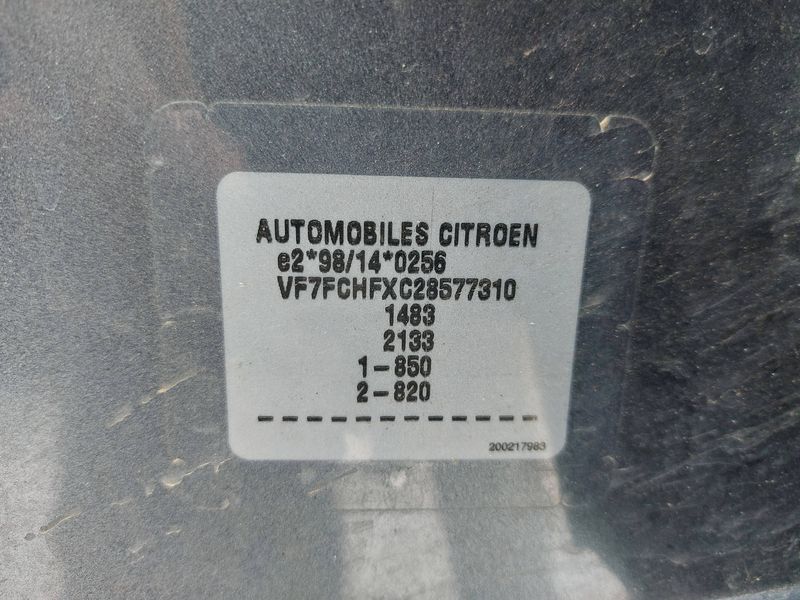 AUTOMOBILES CITROEN
e2*98/14*0256
VF7FCHFXC28577310
1483
2133
1-850
2-820
- - - - - - - - - - - -
200217983